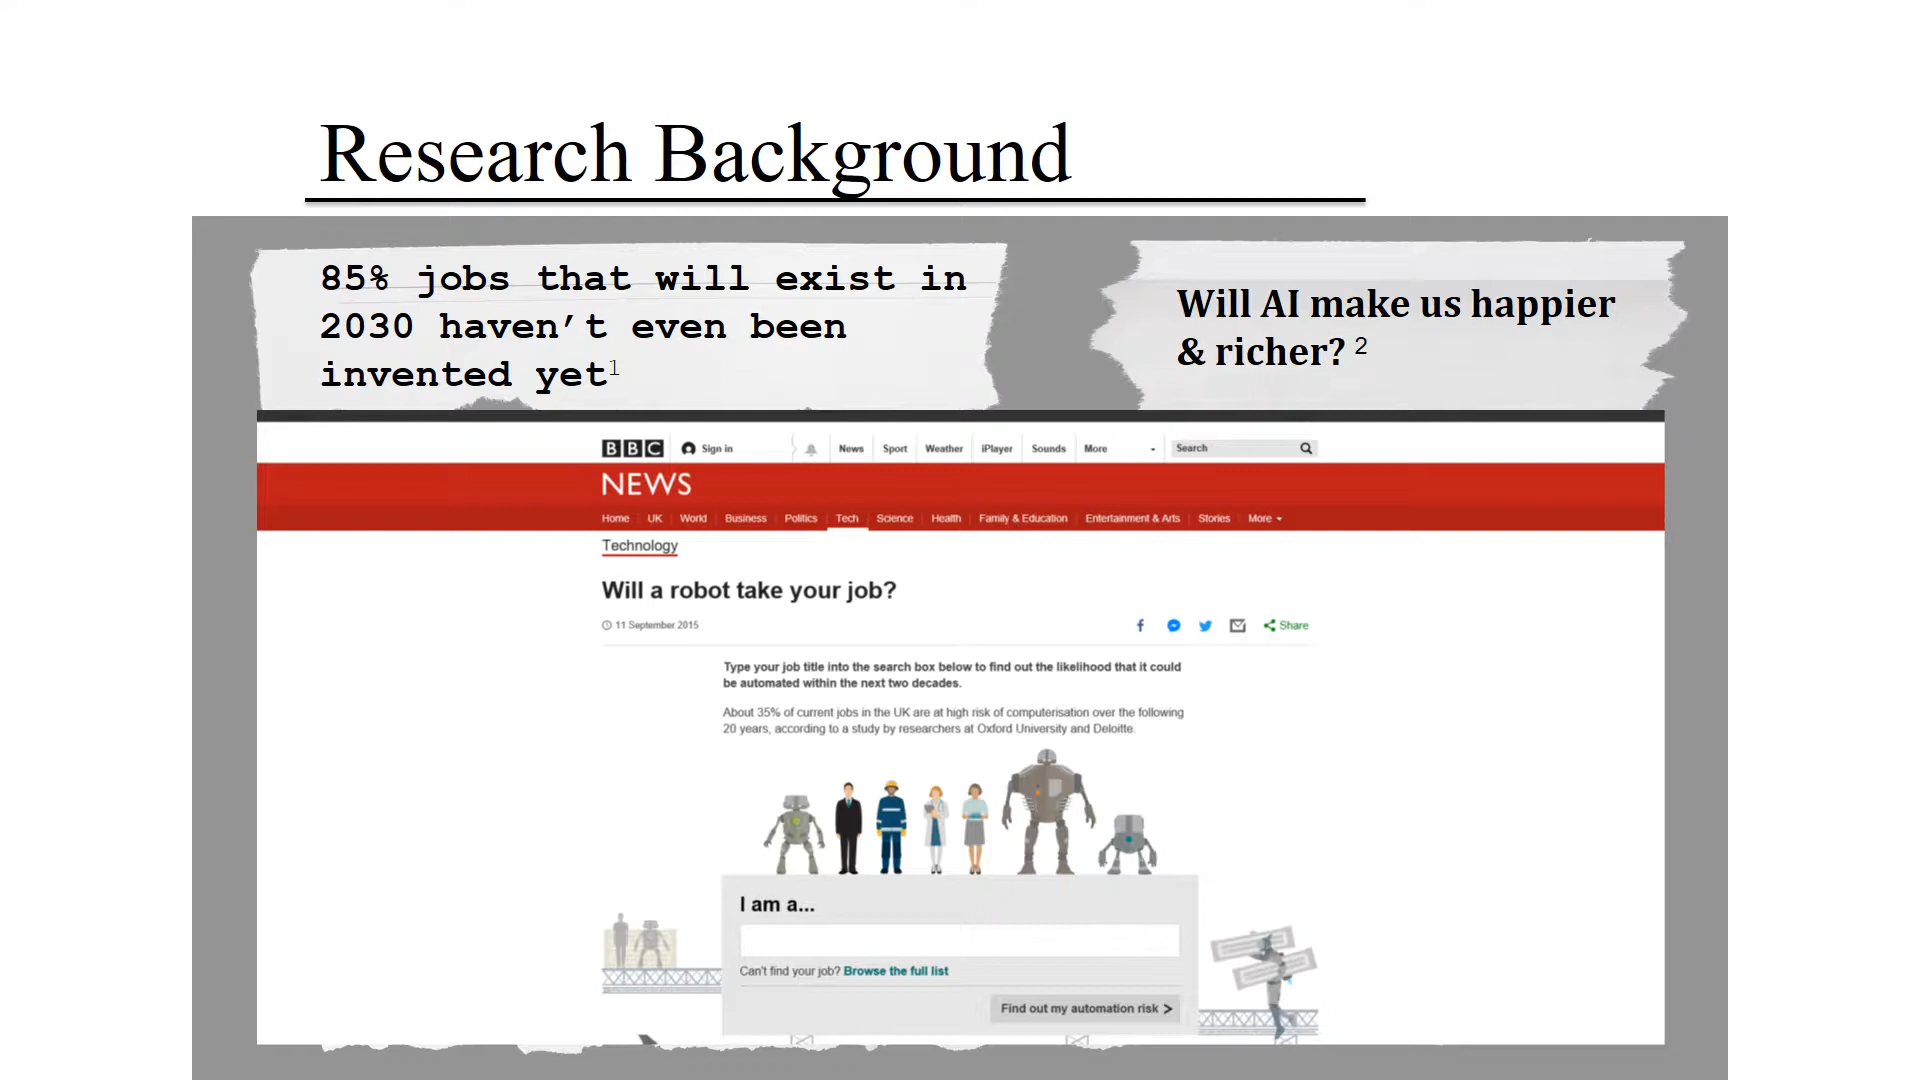 Research Background
85% jobs that will exist in
2030 haven’t even been
invented yet1
Will AI make us happier
& richer? 2
BBC Sign in News Sport Weather iPlayer Sounds More Search
NEWS
Home UK World Business Politics Tech Science Health Family & Education Entertainment & Arts Stories More
Technology
Will a robot take your job?
11 September 2015 Share
Type your job title into the search box below to find out the likelihood that it could
be automated within the next two decades.
About 35% of current jobs in the UK are at high risk of computerisation over the following
20 years, according to a study by researchers at Oxford University and Deloitte.
I am a...
Can't find your job? Browse the full list
Find out my automation risk >